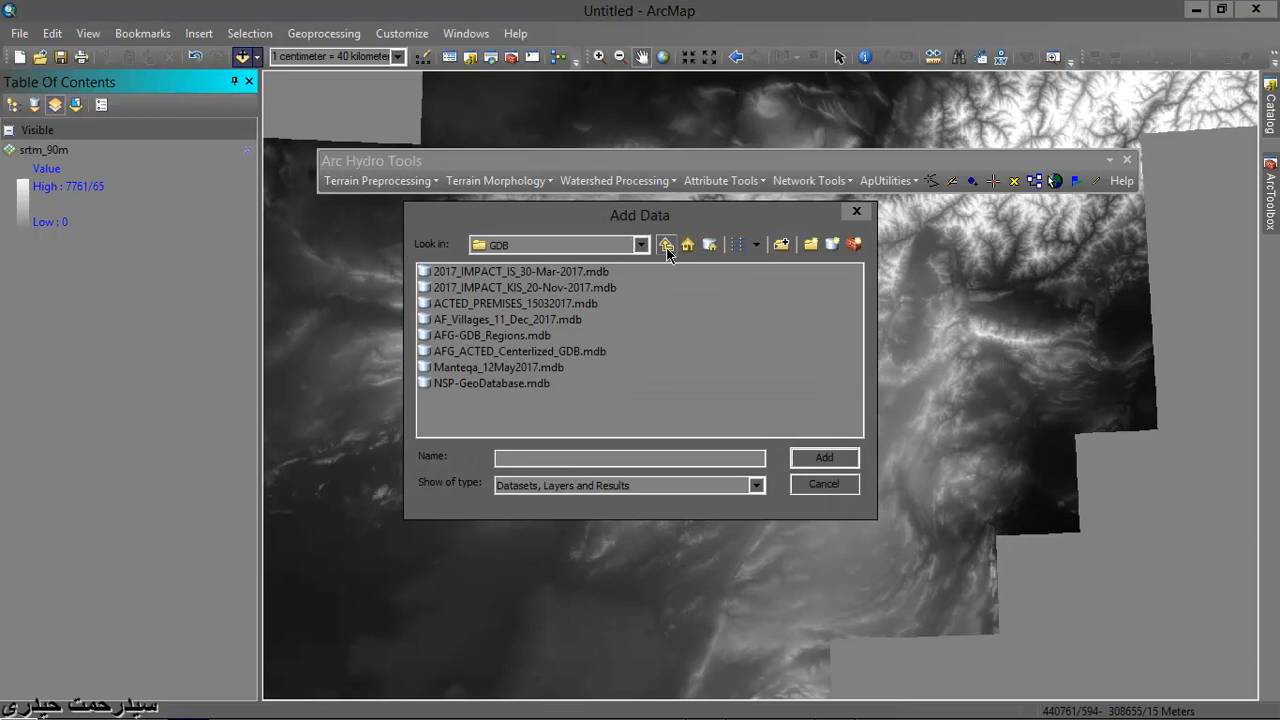 Untitled - ArcMap
File Edit View Bookmarks Insert Selection Geoprocessing Customize Windows Help
1 centimeter = 40 kilometer
Table Of Contents
Visible
srtm_90m
Value
High : 7761/65
Low : 0
Arc Hydro Tools
Terrain Preprocessing Terrain Morphology Watershed Processing Attribute Tools Network Tools ApUtilities Help
Add Data
Look in: GDB
2017_IMPACT_IS_30-Mar-2017.mdb
2017_IMPACT_KIS_20-Nov-2017.mdb
ACTED_PREMISES_15032017.mdb
AF_Villages_11_Dec_2017.mdb
AFG-GDB_Regions.mdb
AFG_ACTED_Centerlized_GDB.mdb
Manteqa_12May2017.mdb
NSP-GeoDatabase.mdb
Name: Add
Show of type: Datasets, Layers and Results Cancel
Catalog
ArcToolbox
سیدرحمت حیدری
440761/594- 308655/15 Meters